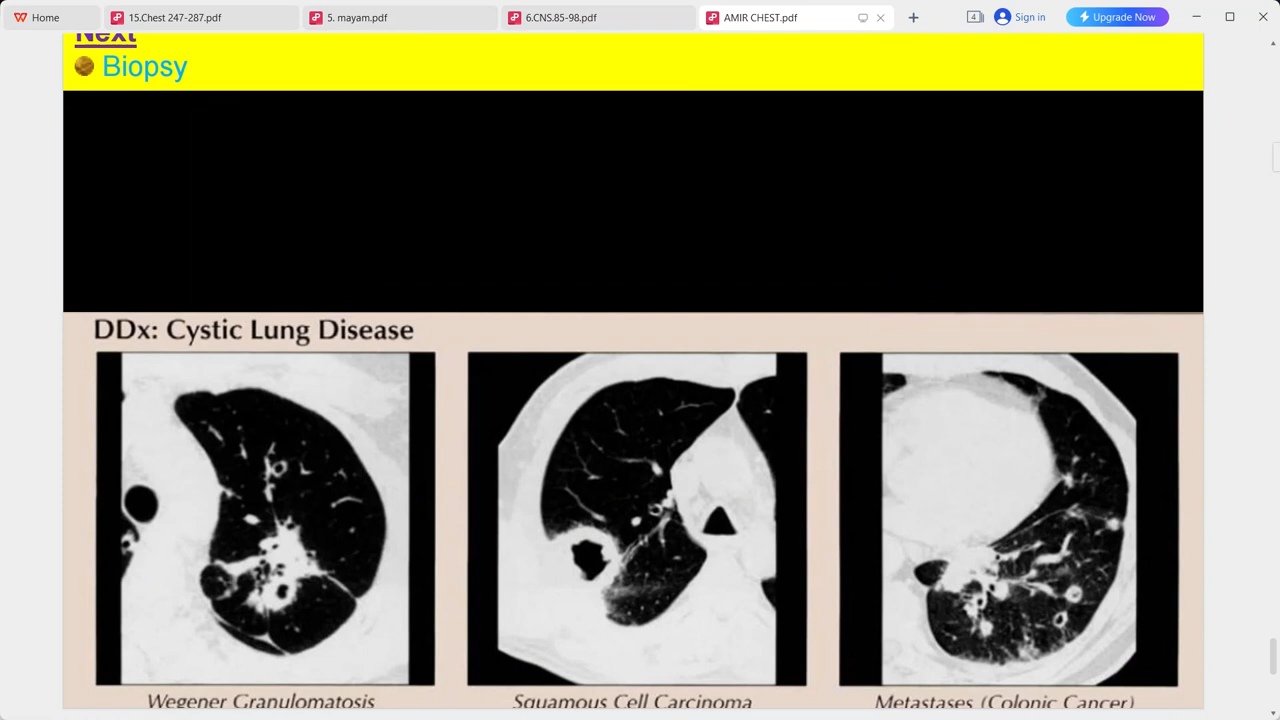 Home
15.Chest 247-287.pdf
5. mayam.pdf
6.CNS.85-98.pdf
AMIR CHEST.pdf
4
Sign in
Upgrade Now
Next
Biopsy
DDx: Cystic Lung Disease
Wegener Granulomatosis
Squamous Cell Carcinoma
Metastases (Colonic Cancer)